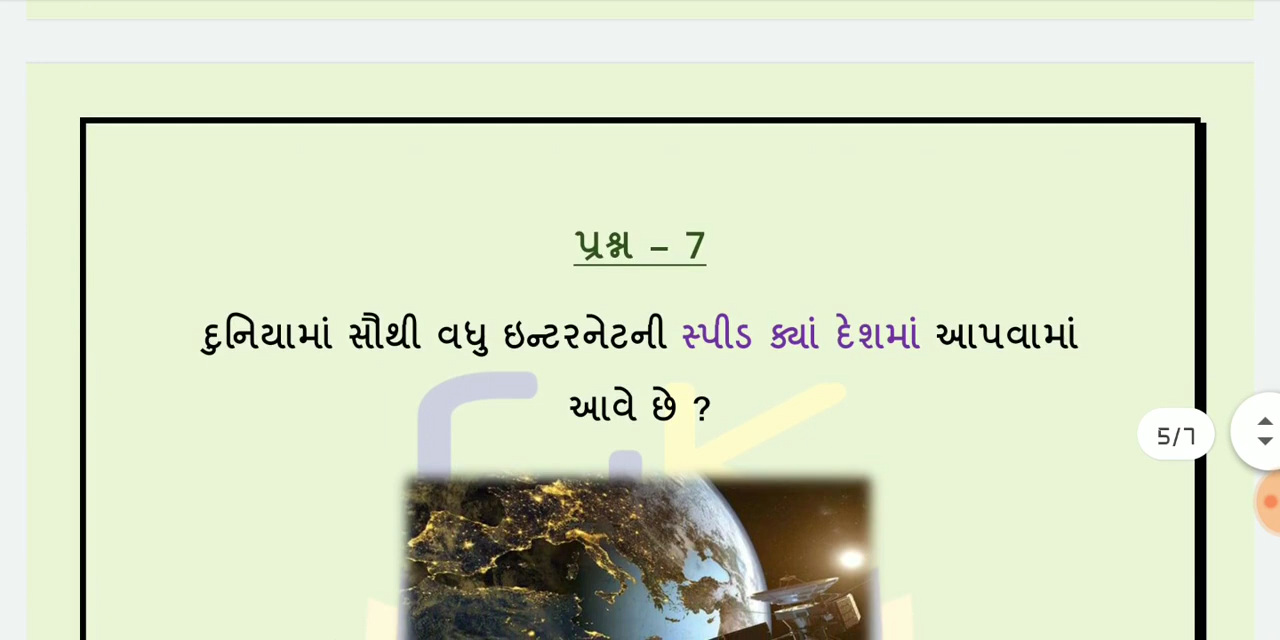 પ્રશ્ન – 7
દુનિયામાં સૌથી વધુ ઇન્ટરનેટની સ્પીડ ક્યાં દેશમાં આપવામાં
આવે છે ?
5/7